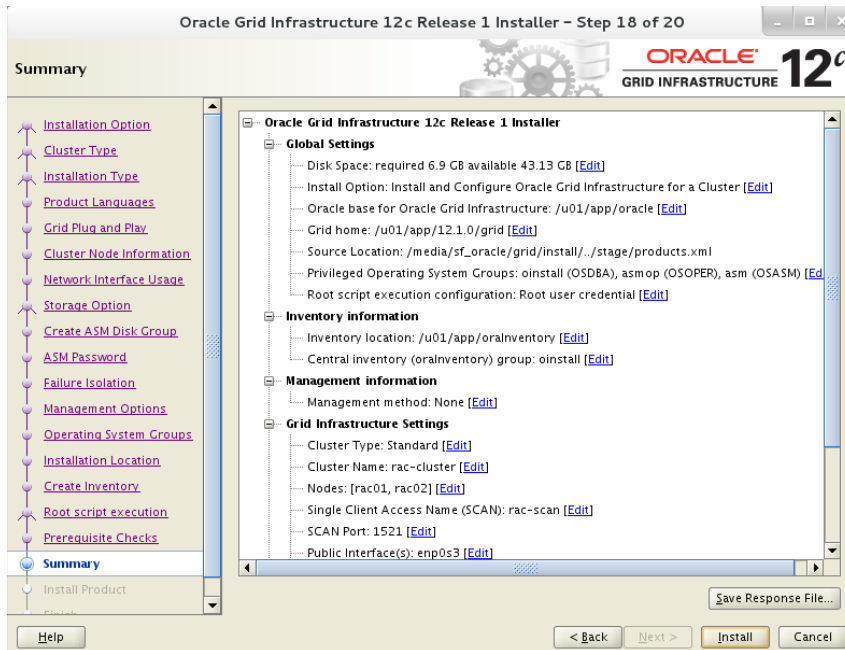 Oracle Grid Infrastructure 12c Release 1 Installer – Step 18 of 20
Summary
ORACLE
GRID INFRASTRUCTURE
12c
Installation Option
Cluster Type
Installation Type
Product Languages
Grid Plug and Play
Cluster Node Information
Network Interface Usage
Storage Option
Create ASM Disk Group
ASM Password
Failure Isolation
Management Options
Operating System Groups
Installation Location
Create Inventory
Root script execution
Prerequisite Checks
Summary
Install Product
Oracle Grid Infrastructure 12c Release 1 Installer
Global Settings
Disk Space: required 6.9 GB available 43.13 GB [Edit]
Install Option: Install and Configure Oracle Grid Infrastructure for a Cluster [Edit]
Oracle base for Oracle Grid Infrastructure: /u01/app/oracle [Edit]
Grid home: /u01/app/12.1.0/grid [Edit]
Source Location: /media/sf_oracle/grid/install/../stage/products.xml
Privileged Operating System Groups: oinstall (OSDBA), asmop (OSOPER), asm (OSASM) [Ed
Root script execution configuration: Root user credential [Edit]
Inventory information
Inventory location: /u01/app/oraInventory [Edit]
Central inventory (oraInventory) group: oinstall [Edit]
Management information
Management method: None [Edit]
Grid Infrastructure Settings
Cluster Type: Standard [Edit]
Cluster Name: rac-cluster [Edit]
Nodes: [rac01, rac02] [Edit]
Single Client Access Name (SCAN): rac-scan [Edit]
SCAN Port: 1521 [Edit]
Public Interface(s): enp0s3 [Edit]
Save Response File...
Help
< Back
Next >
Install
Cancel